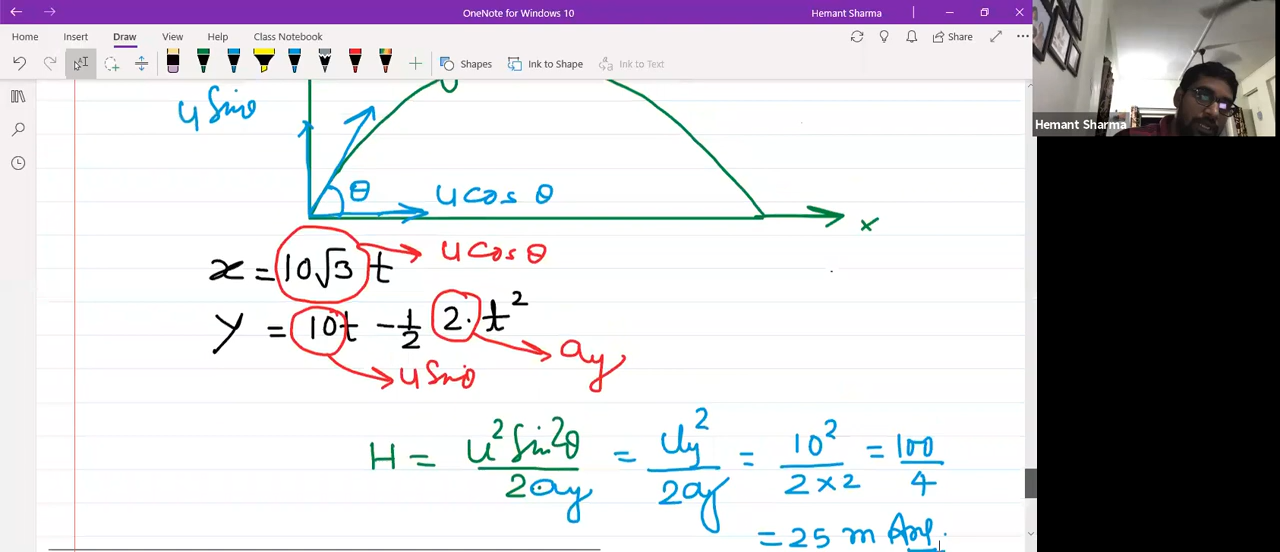 OneNote for Windows 10
Hemant Sharma
Home Insert Draw View Help Class Notebook
Share
Shapes Ink to Shape Ink to Text
Hemant Sharma
u Sinθ
θ
u cos θ
x
x = 10√3 t
u cos θ
y = 10t - 1/2 2. t²
ay
u Sinθ
H = u² Sin²θ / 2ay = Uy² / 2ay = 10² / 2 × 2 = 100 / 4
= 25 m Ans.